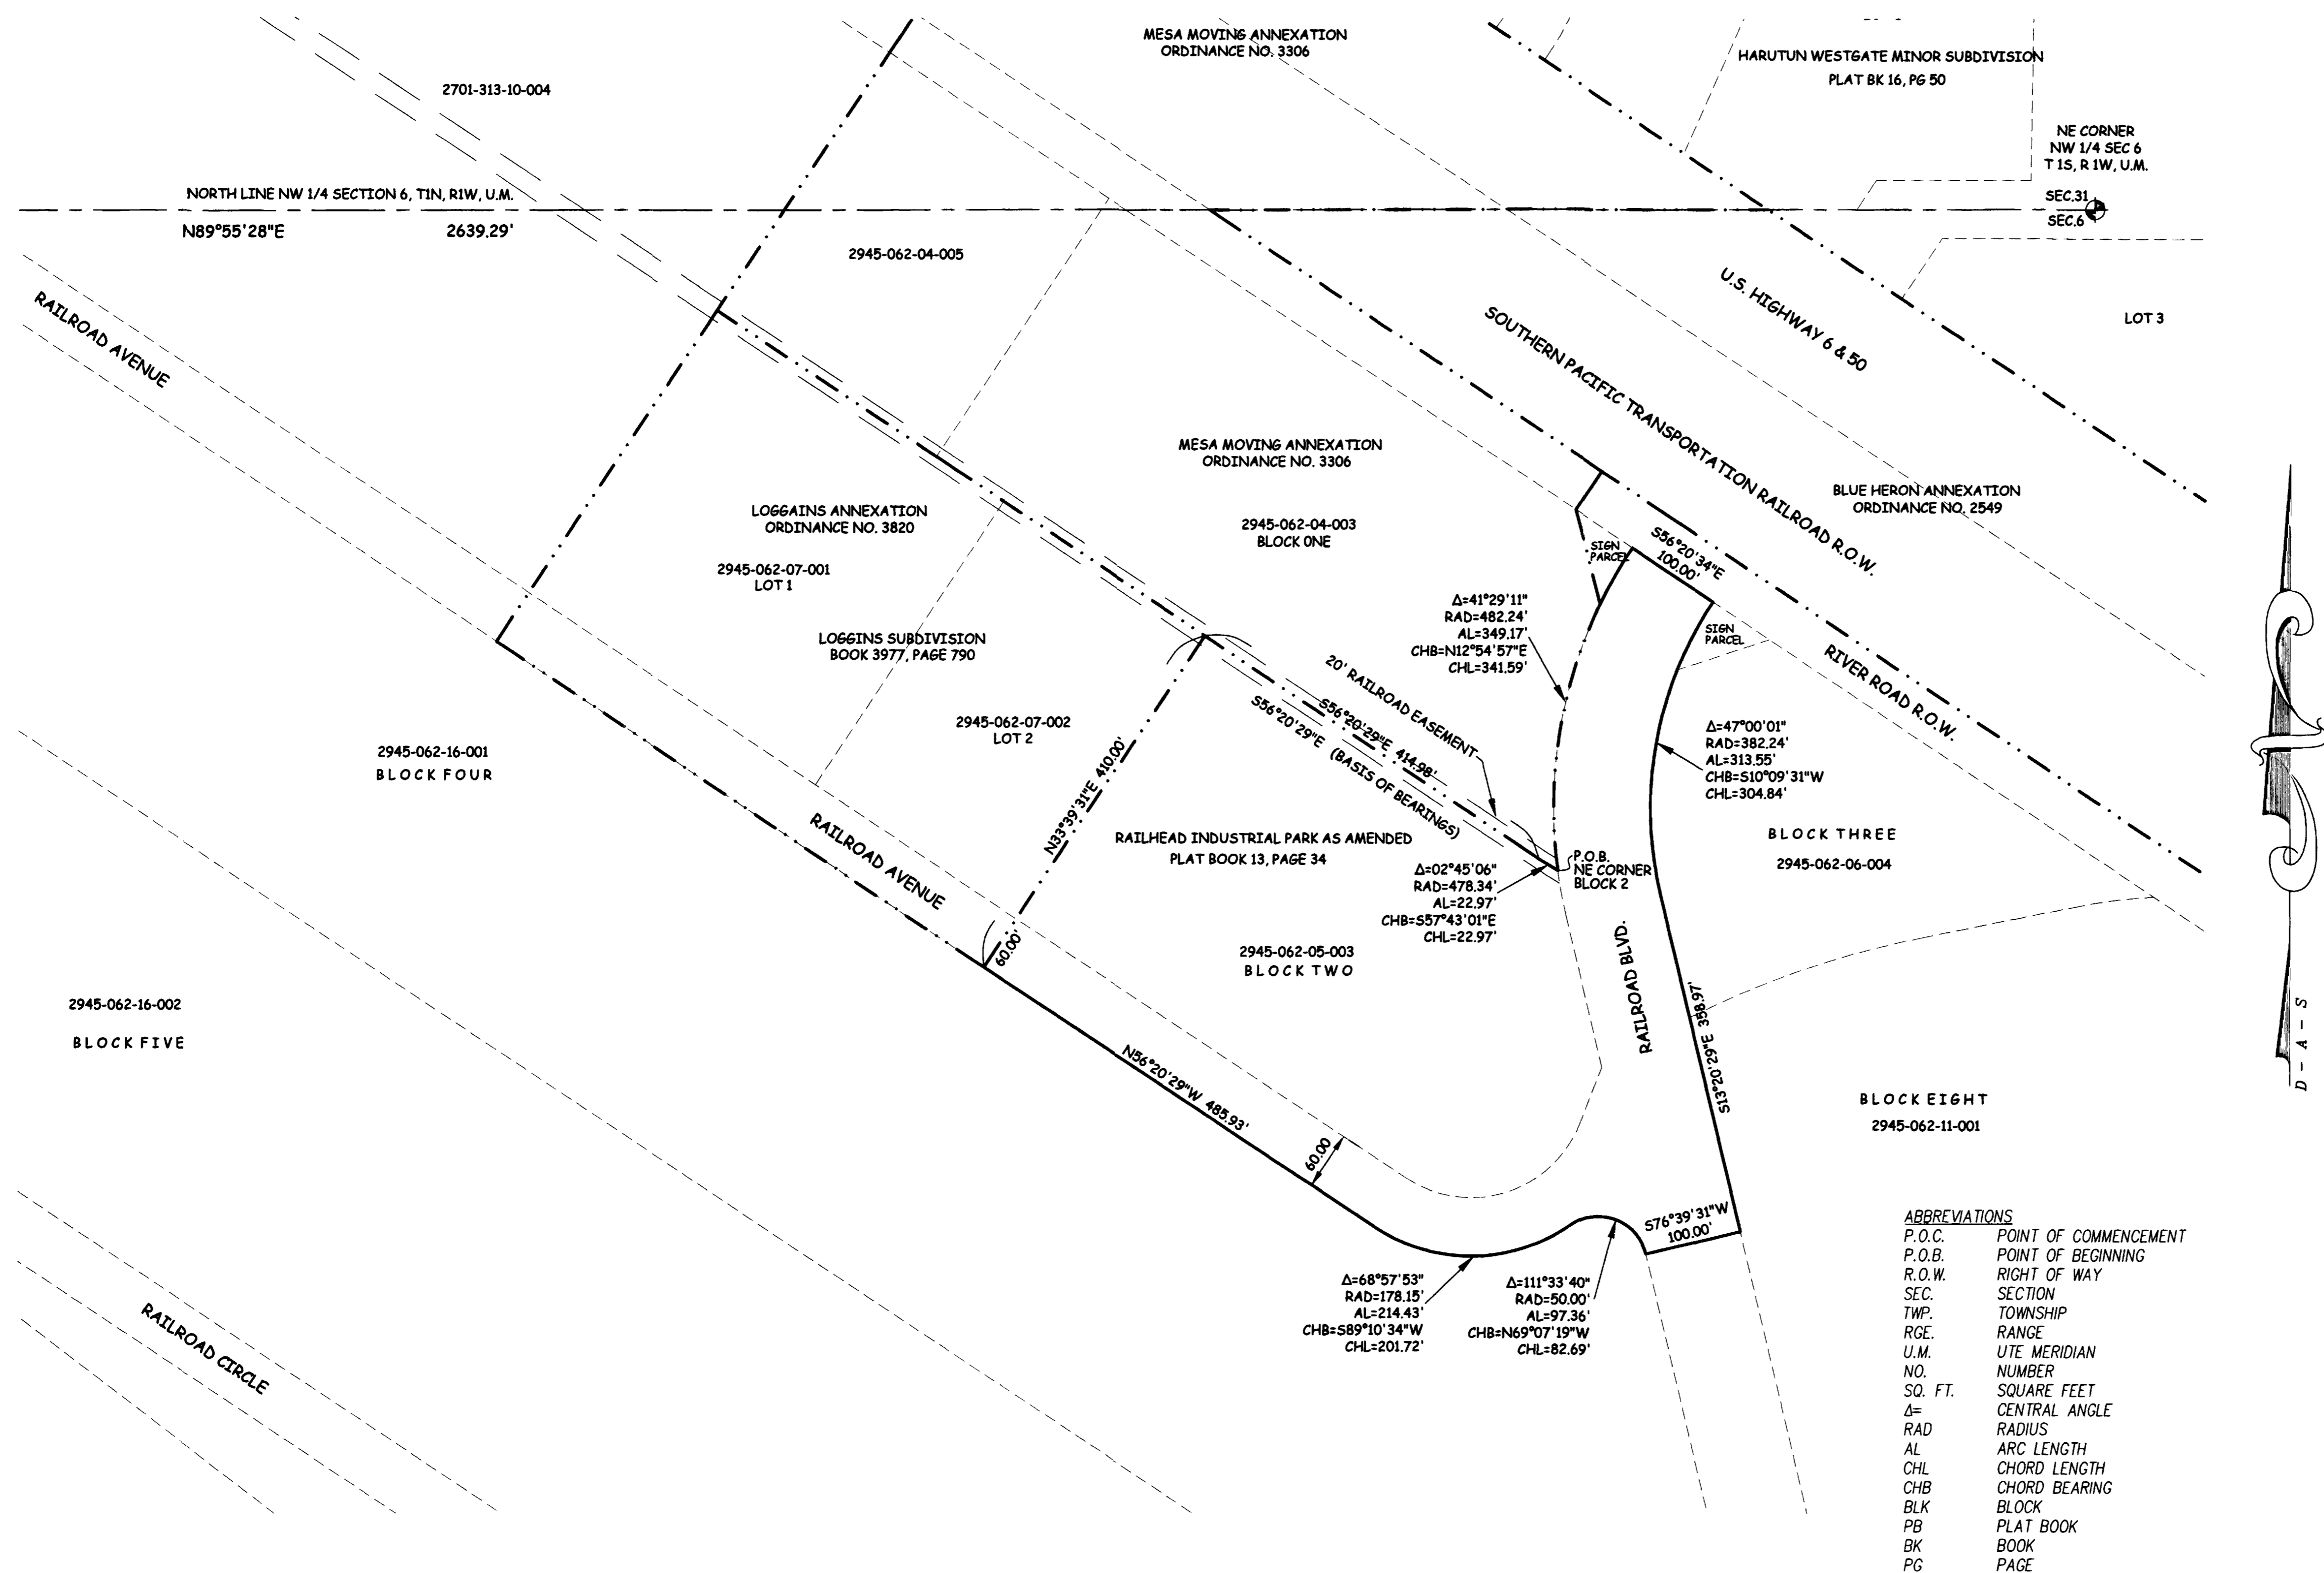 MESA MOVING ANNEXATION
ORDINANCE NO. 3306
HARUTUN WESTGATE MINOR SUBDIVISION
PLAT BK 16, PG 50
2701-313-10-004
NE CORNER
NW 1/4 SEC 6
T 1S, R 1W, U.M.
NORTH LINE NW 1/4 SECTION 6, T1N, R1W, U.M.
SEC.31
SEC.6
N89°55'28"E 2639.29'
2945-062-04-005
RAILROAD AVENUE
U.S. HIGHWAY 6 & 50
LOT 3
SOUTHERN PACIFIC TRANSPORTATION RAILROAD R.O.W.
MESA MOVING ANNEXATION
ORDINANCE NO. 3306
BLUE HERON ANNEXATION
ORDINANCE NO. 2549
LOGGAINS ANNEXATION
ORDINANCE NO. 3820
2945-062-04-003
BLOCK ONE
SIGN
PARCEL
S56°20'34"E
100.00'
2945-062-07-001
LOT 1
Δ=41°29'11"
RAD=482.24'
AL=349.17'
CHB=N12°54'57"E
CHL=341.59'
SIGN
PARCEL
LOGGINS SUBDIVISION
BOOK 3977, PAGE 790
RIVER ROAD R.O.W.
20' RAILROAD EASEMENT
S56°20'29"E 414.98'
S56°20'29"E (BASIS OF BEARINGS)
2945-062-07-002
LOT 2
2945-062-16-001
BLOCK FOUR
Δ=47°00'01"
RAD=382.24'
AL=313.55'
CHB=S10°09'31"W
CHL=304.84'
N33°39'31"E 410.00'
RAILROAD AVENUE
RAILHEAD INDUSTRIAL PARK AS AMENDED
PLAT BOOK 13, PAGE 34
BLOCK THREE
2945-062-06-004
P.O.B.
NE CORNER
BLOCK 2
Δ=02°45'06"
RAD=478.34'
AL=22.97'
CHB=S57°43'01"E
CHL=22.97'
60.00'
2945-062-05-003
BLOCK TWO
RAILROAD BLVD.
S13°20'29"E 358.97'
2945-062-16-002
BLOCK FIVE
D - A - S
N56°20'29"W 485.93'
BLOCK EIGHT
2945-062-11-001
60.00
S76°39'31"W
100.00'
Δ=68°57'53"
RAD=178.15'
AL=214.43'
CHB=S89°10'34"W
CHL=201.72'
Δ=111°33'40"
RAD=50.00'
AL=97.36'
CHB=N69°07'19"W
CHL=82.69'
RAILROAD CIRCLE
ABBREVIATIONS
P.O.C. POINT OF COMMENCEMENT
P.O.B. POINT OF BEGINNING
R.O.W. RIGHT OF WAY
SEC. SECTION
TWP. TOWNSHIP
RGE. RANGE
U.M. UTE MERIDIAN
NO. NUMBER
SQ. FT. SQUARE FEET
Δ= CENTRAL ANGLE
RAD RADIUS
AL ARC LENGTH
CHL CHORD LENGTH
CHB CHORD BEARING
BLK BLOCK
PB PLAT BOOK
BK BOOK
PG PAGE